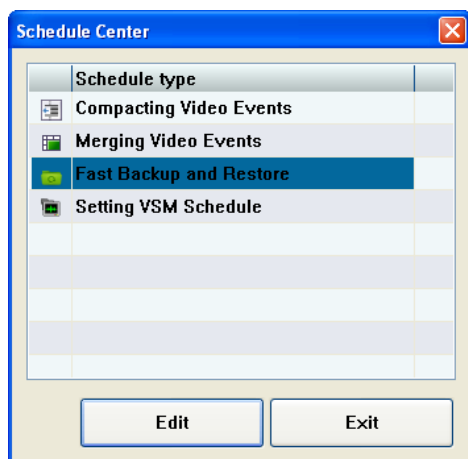 Schedule Center
Schedule type
Compacting Video Events
Merging Video Events
Fast Backup and Restore
Setting VSM Schedule
Edit Exit